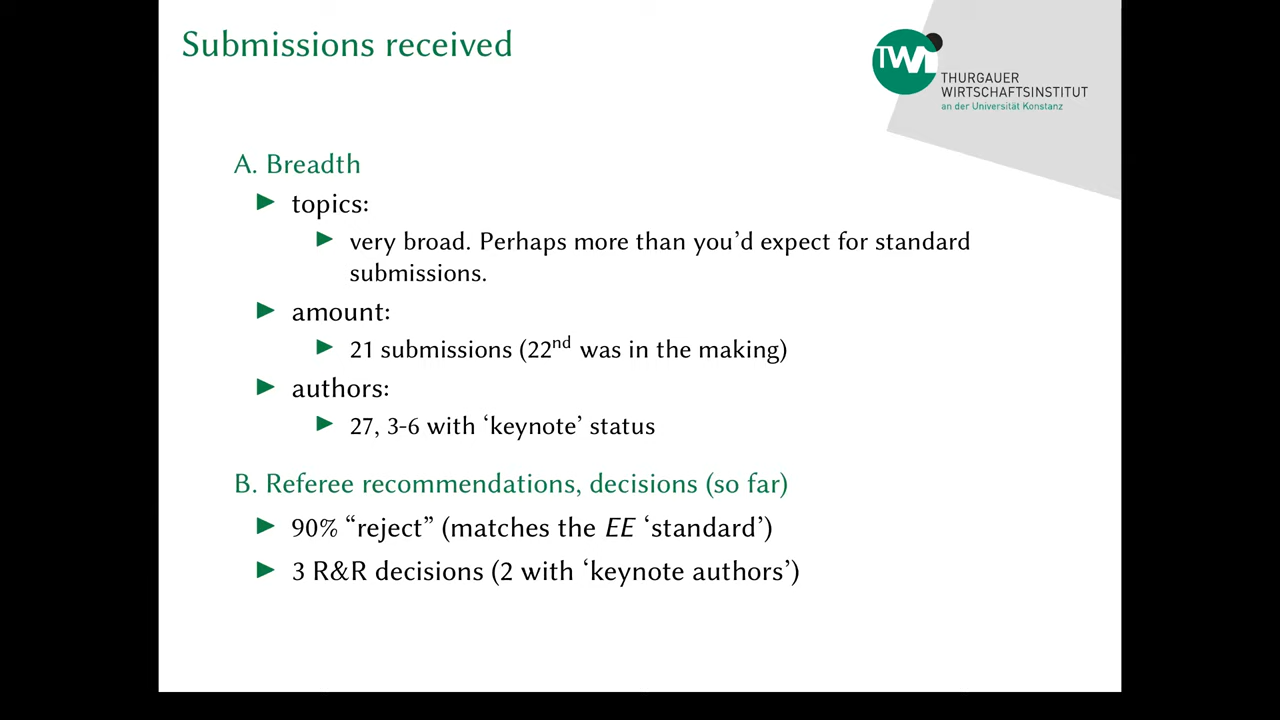 Submissions received
TWI
THURGAUER
WIRTSCHAFTSINSTITUT
an der Universität Konstanz
A. Breadth
topics:
very broad. Perhaps more than you’d expect for standard
submissions.
amount:
21 submissions (22nd was in the making)
authors:
27, 3-6 with ‘keynote’ status
B. Referee recommendations, decisions (so far)
90% “reject” (matches the EE ‘standard’)
3 R&R decisions (2 with ‘keynote authors’)